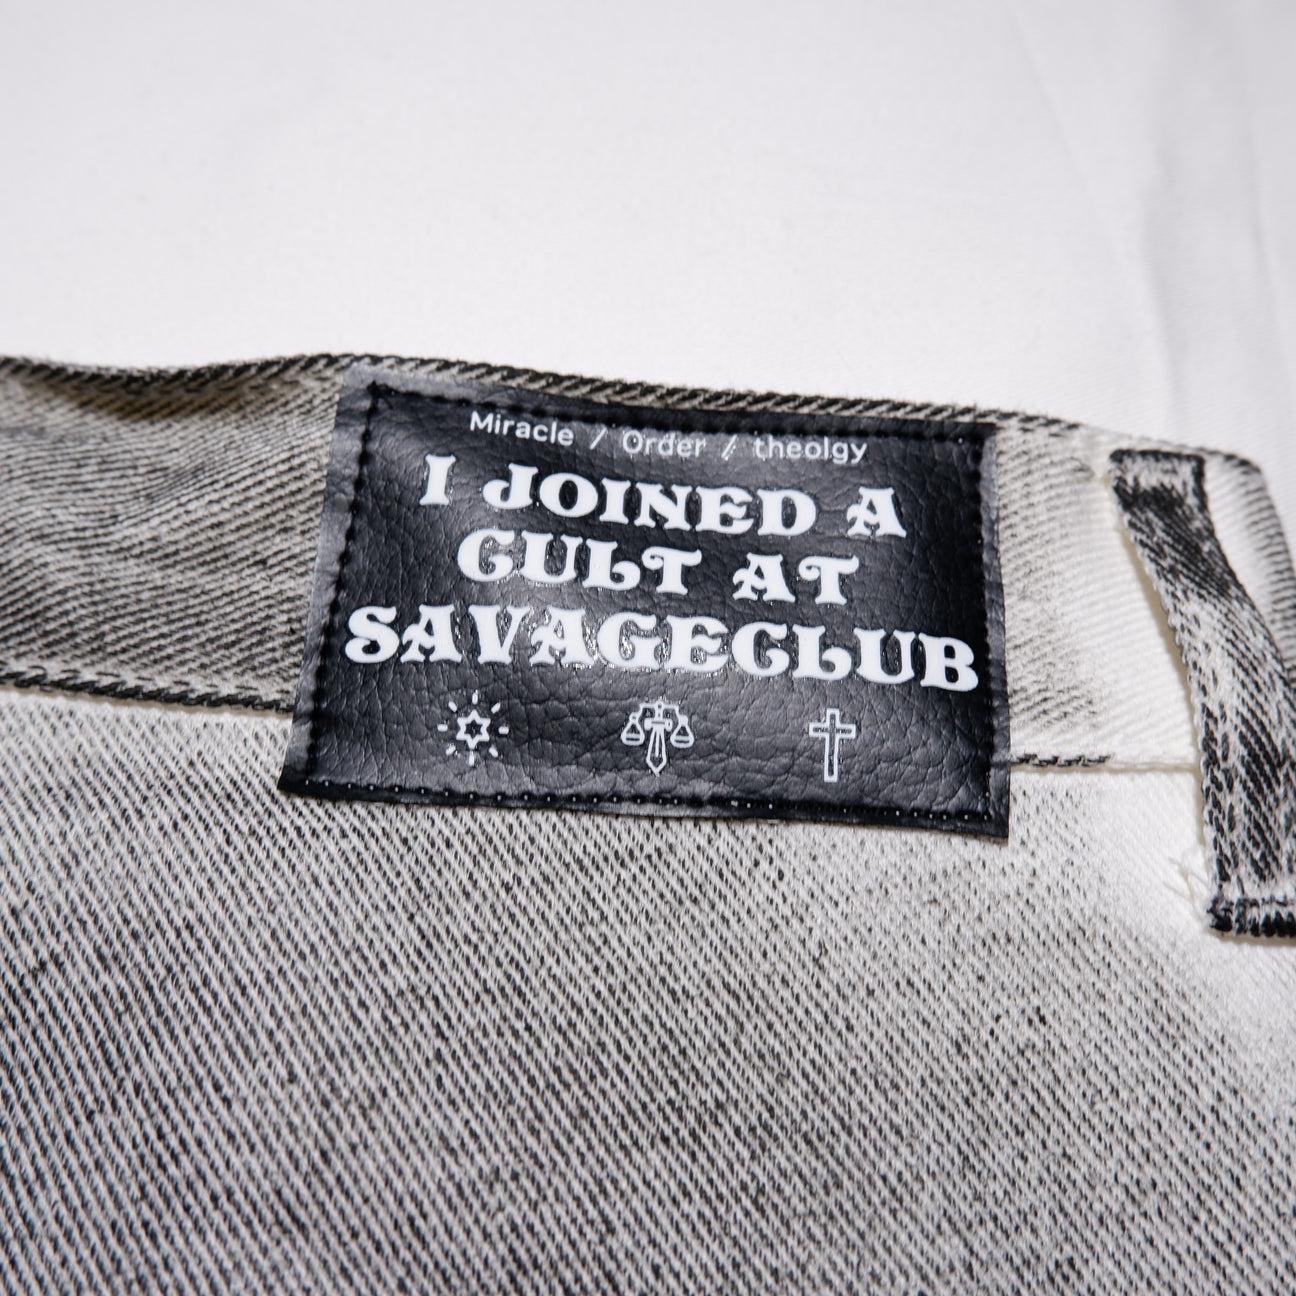 Miracle / Order / theolgy
I JOINED A
CULT AT
SAVAGECLUB